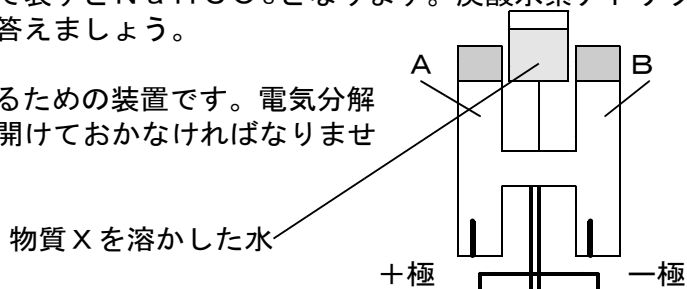 で表すとNaHCO₃となります。炭酸水素ナトリウ
答えましょう。
A
B
るための装置です。電気分解
開けておかなければなりませ
物質Xを溶かした水
＋極
－極